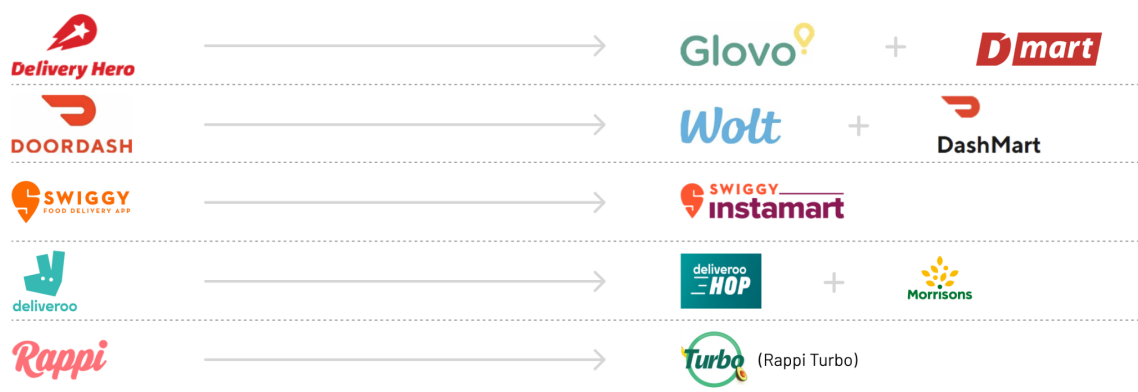 Delivery Hero
Glovo + Dmart
DOORDASH
Wolt + DashMart
SWIGGY
FOOD DELIVERY APP
SWIGGY
instamart
deliveroo
deliveroo
HOP
+ Morrisons
Rappi
Turbo (Rappi Turbo)